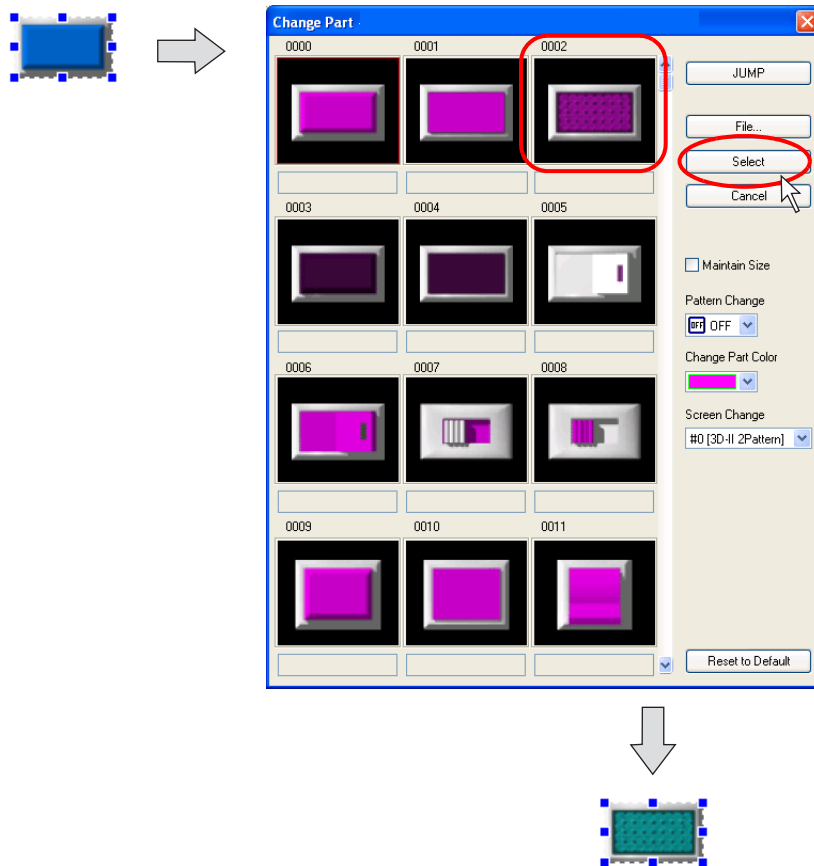 Change Part
0000 0001 0002
JUMP
File...
Select
Cancel
0003 0004 0005
Maintain Size
Pattern Change
OFF OFF
Change Part Color
0006 0007 0008
Screen Change
#0 [3D-II 2Pattern]
0009 0010 0011
Reset to Default